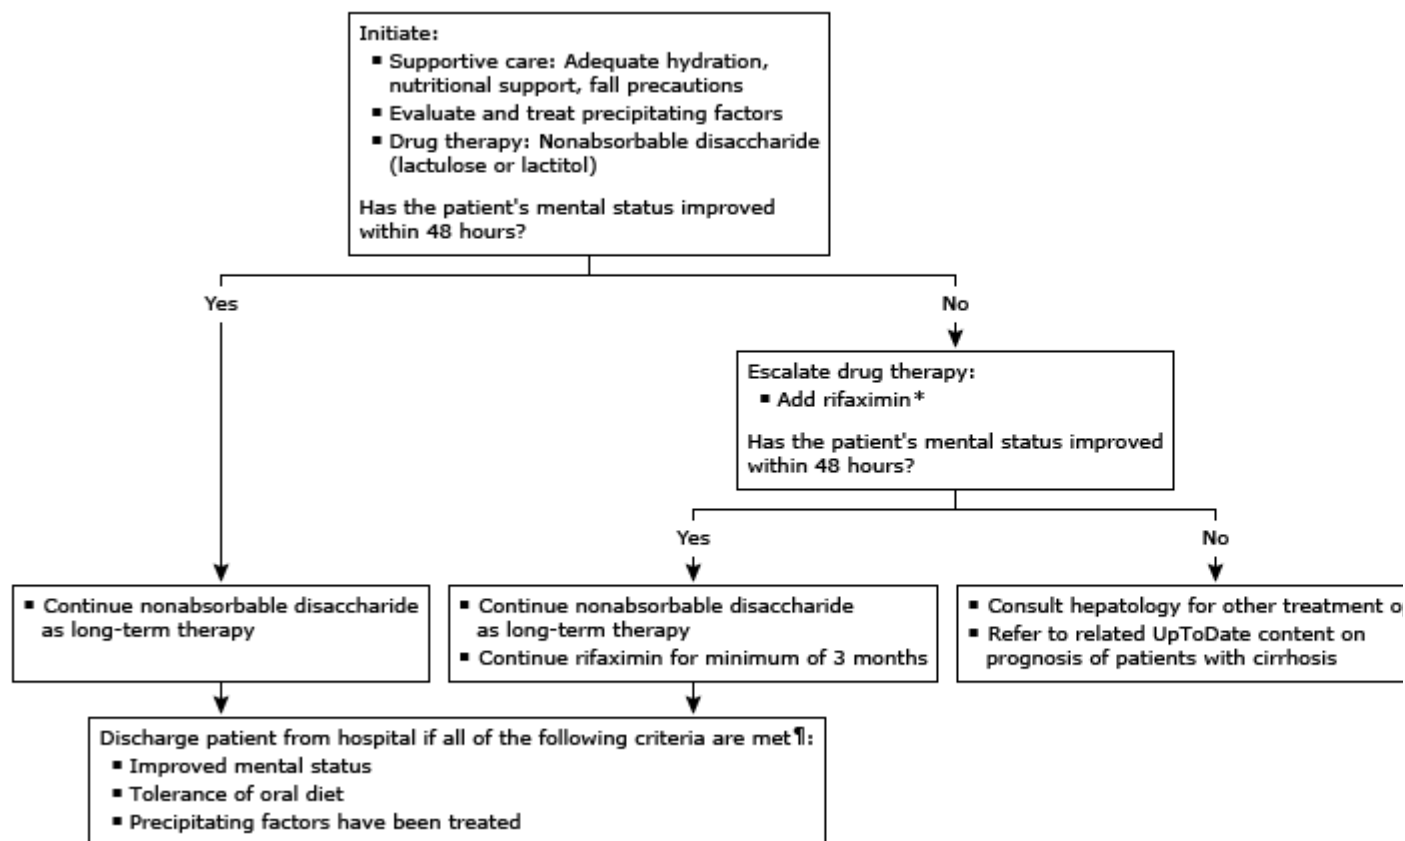 Initiate:
▪ Supportive care: Adequate hydration,
nutritional support, fall precautions
▪ Evaluate and treat precipitating factors
▪ Drug therapy: Nonabsorbable disaccharide
(lactulose or lactitol)
Has the patient's mental status improved
within 48 hours?
Yes
No
Escalate drug therapy:
▪ Add rifaximin*
Has the patient's mental status improved
within 48 hours?
Yes
No
▪ Continue nonabsorbable disaccharide
as long-term therapy
▪ Continue nonabsorbable disaccharide
as long-term therapy
▪ Continue rifaximin for minimum of 3 months
▪ Consult hepatology for other treatment
▪ Refer to related UpToDate content on
prognosis of patients with cirrhosis
Discharge patient from hospital if all of the following criteria are met¶:
▪ Improved mental status
▪ Tolerance of oral diet
▪ Precipitating factors have been treated